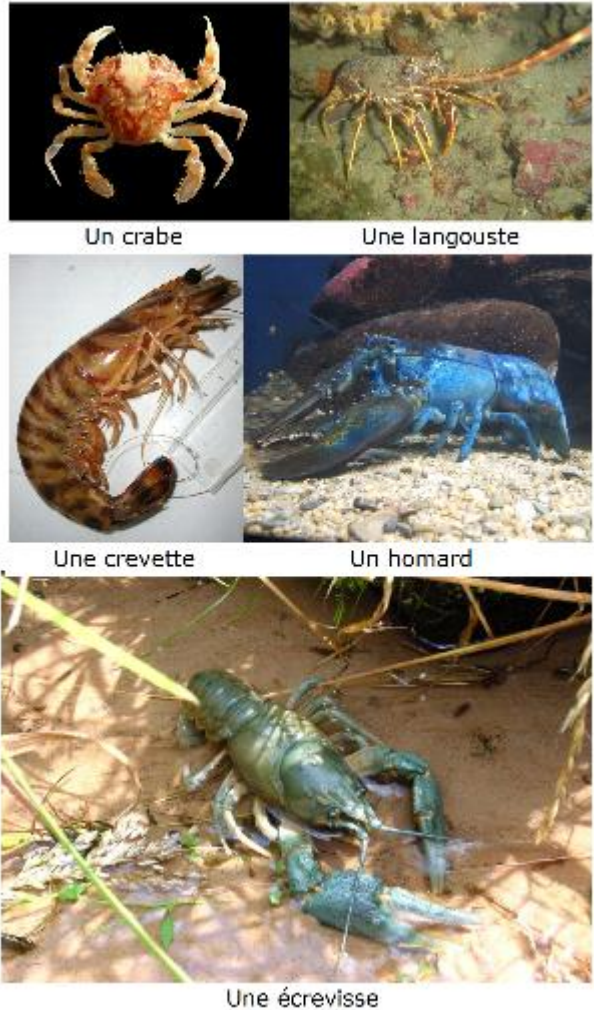 Un crabe
Une langouste
Une crevette
Un homard
Une écrevisse